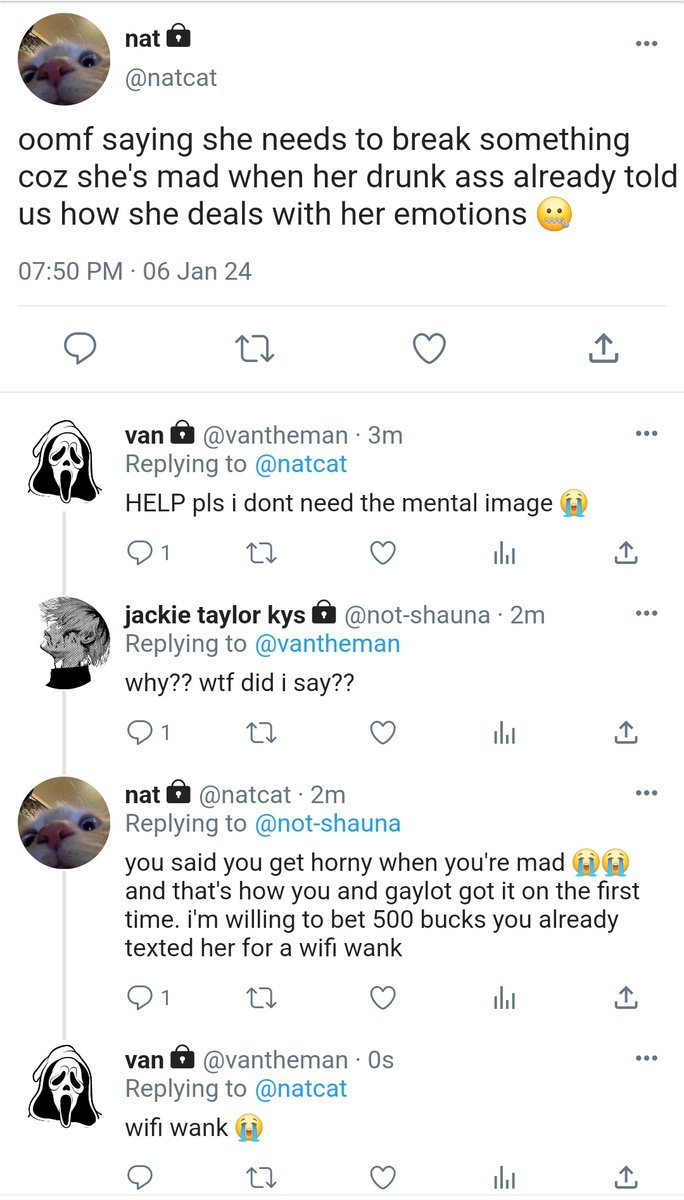 nat 🔒
@natcat
oomf saying she needs to break something
coz she's mad when her drunk ass already told
us how she deals with her emotions 🤐
07:50 PM · 06 Jan 24
van 🔒 @vantheman · 3m
Replying to @natcat
HELP pls i dont need the mental image 😭
1
jackie taylor kys 🔒 @not-shauna · 2m
Replying to @vantheman
why?? wtf did i say??
1
nat 🔒 @natcat · 2m
Replying to @not-shauna
you said you get horny when you're mad 😭😭
and that's how you and gaylot got it on the first
time. i'm willing to bet 500 bucks you already
texted her for a wifi wank
1
van 🔒 @vantheman · 0s
Replying to @natcat
wifi wank 😭